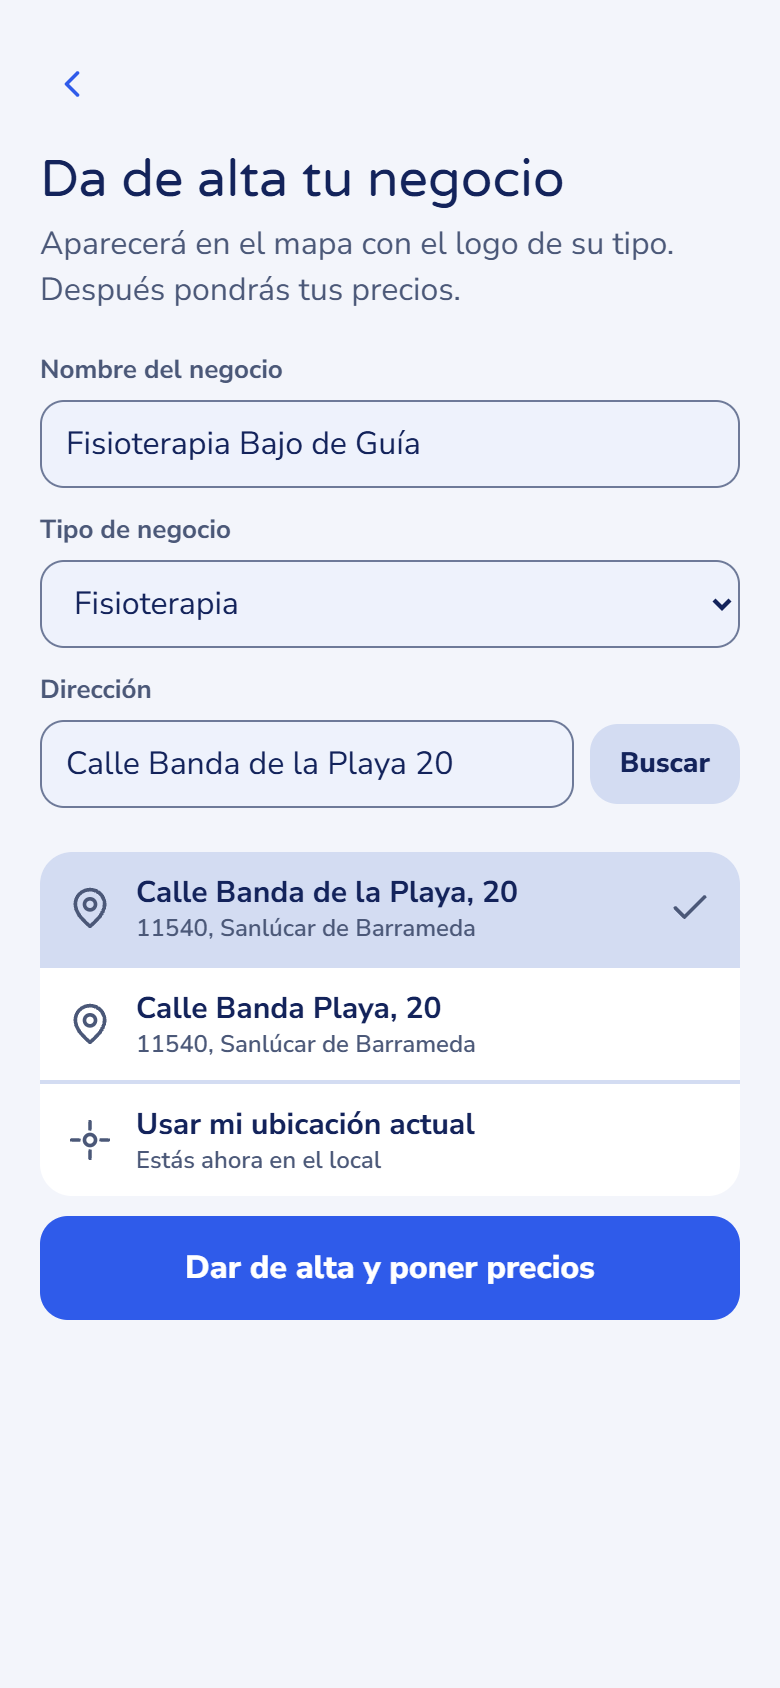 Da de alta tu negocio
Aparecerá en el mapa con el logo de su tipo.
Después pondrás tus precios.
Nombre del negocio
Fisioterapia Bajo de Guía
Tipo de negocio
Fisioterapia
Dirección
Calle Banda de la Playa 20
Buscar
Calle Banda de la Playa, 20
11540, Sanlúcar de Barrameda
Calle Banda Playa, 20
11540, Sanlúcar de Barrameda
Usar mi ubicación actual
Estás ahora en el local
Dar de alta y poner precios